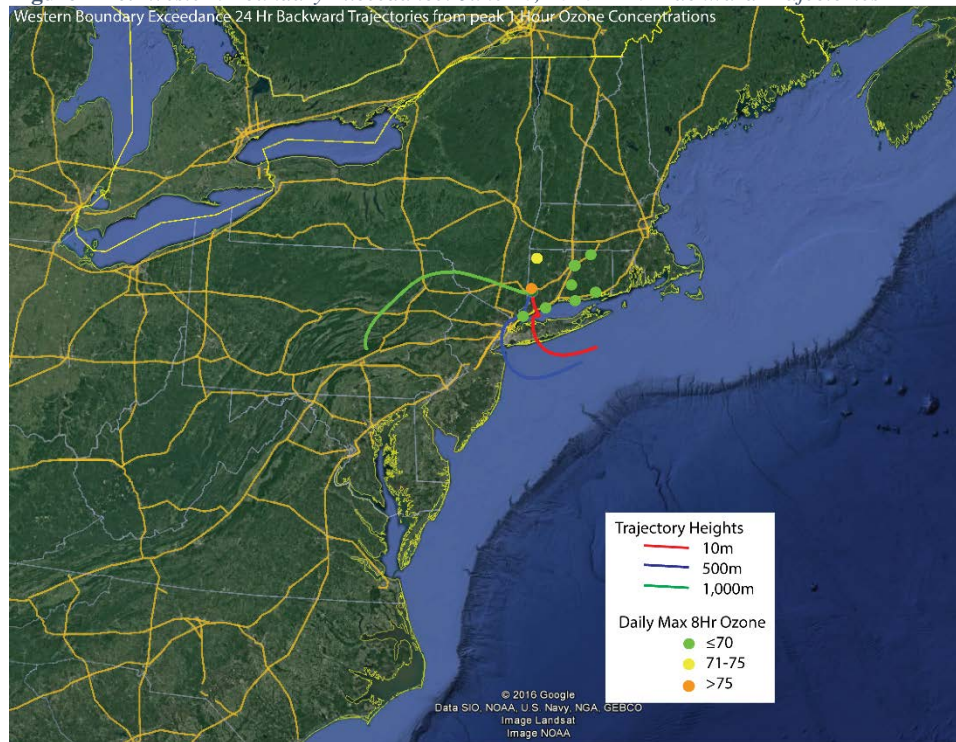 Western Boundary Exceedance 24 Hr Backward Trajectories from peak 1 Hour Ozone Concentrations
Trajectory Heights
10m
500m
1,000m
Daily Max 8Hr Ozone
≤70
71-75
>75
© 2016 Google
Data SIO, NOAA, U.S. Navy, NGA, GEBCO
Image Landsat
Image NOAA